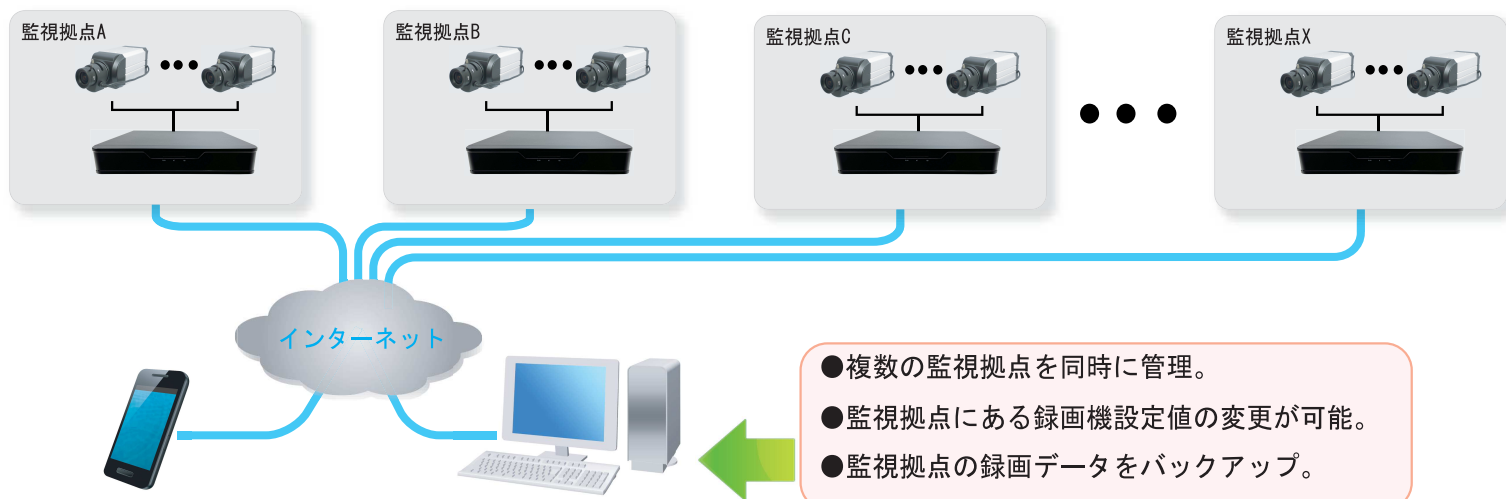 監視拠点A
監視拠点B
監視拠点C
監視拠点X
インターネット
●複数の監視拠点を同時に管理。
●監視拠点にある録画機設定値の変更が可能。
●監視拠点の録画データをバックアップ。